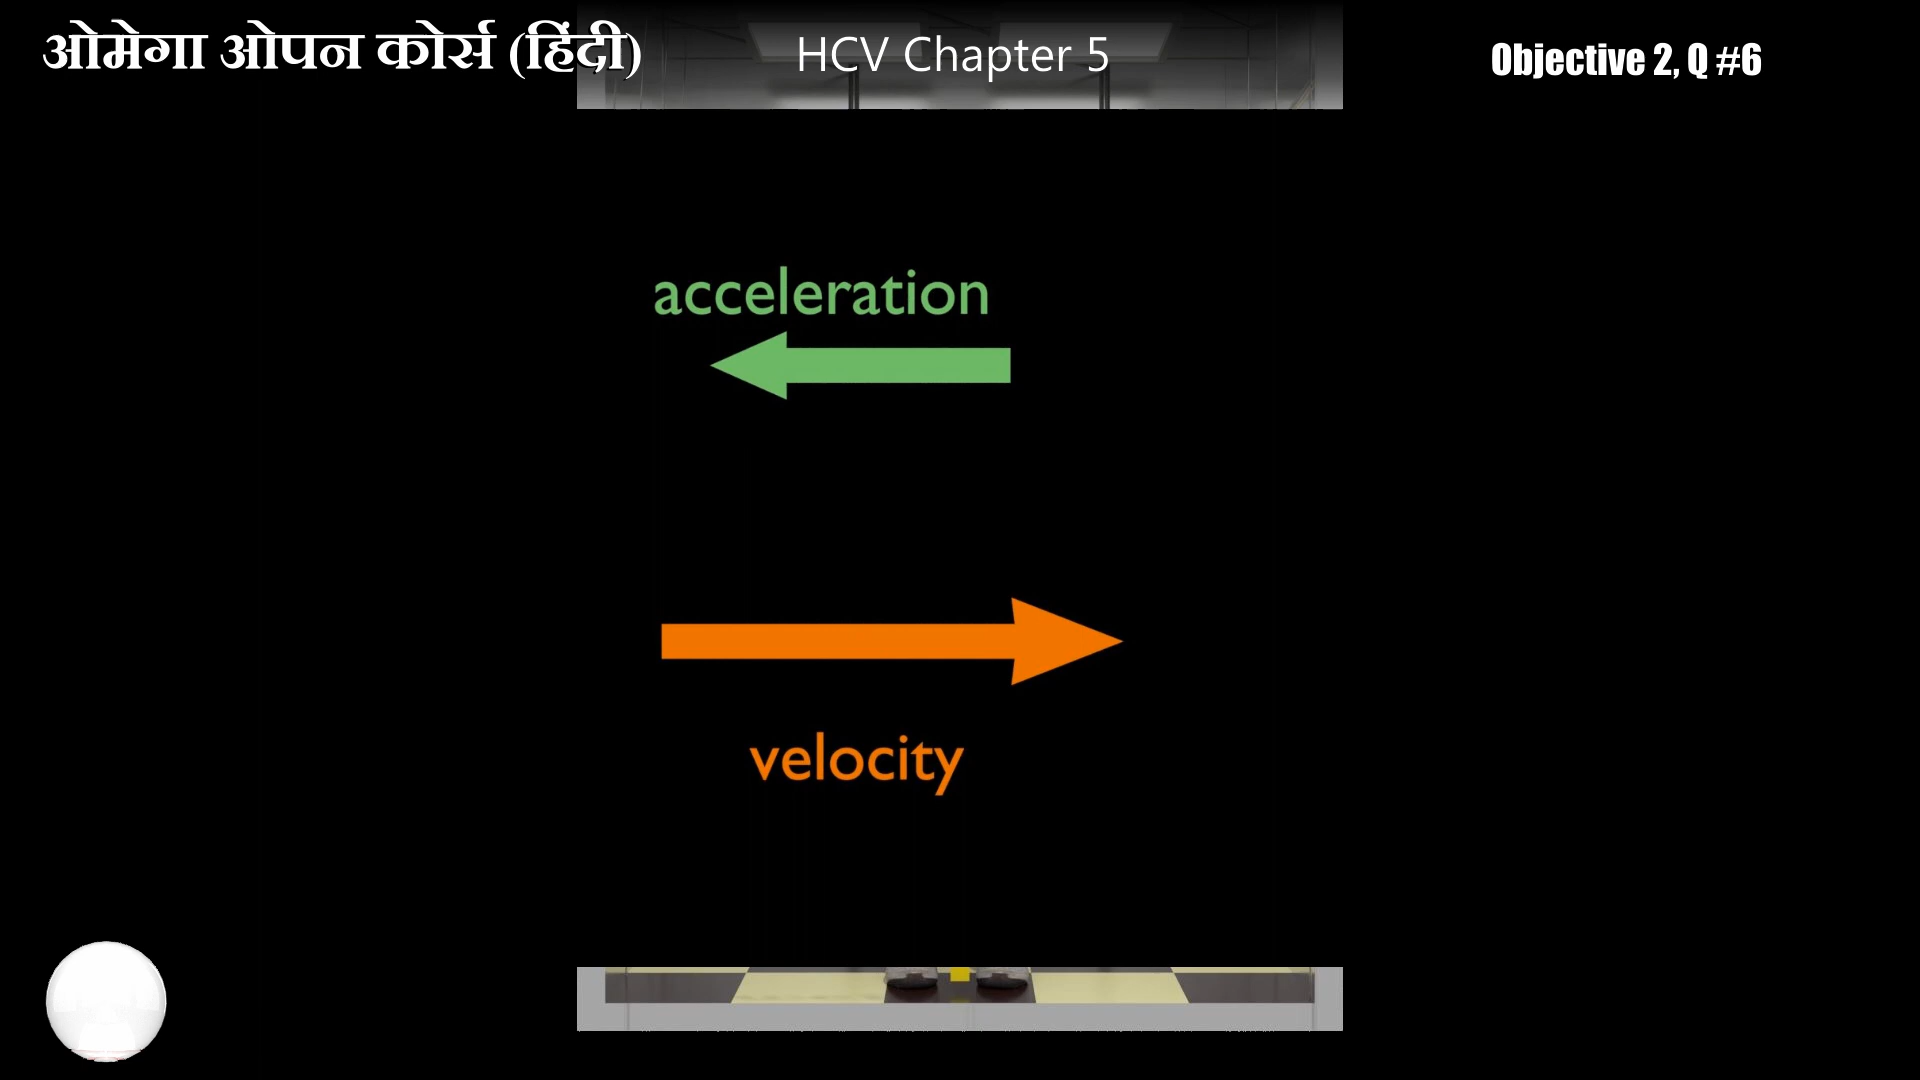 ओमेगा ओपन कोर्स (हिंदी)
HCV Chapter 5
Objective 2, Q #6
acceleration
velocity